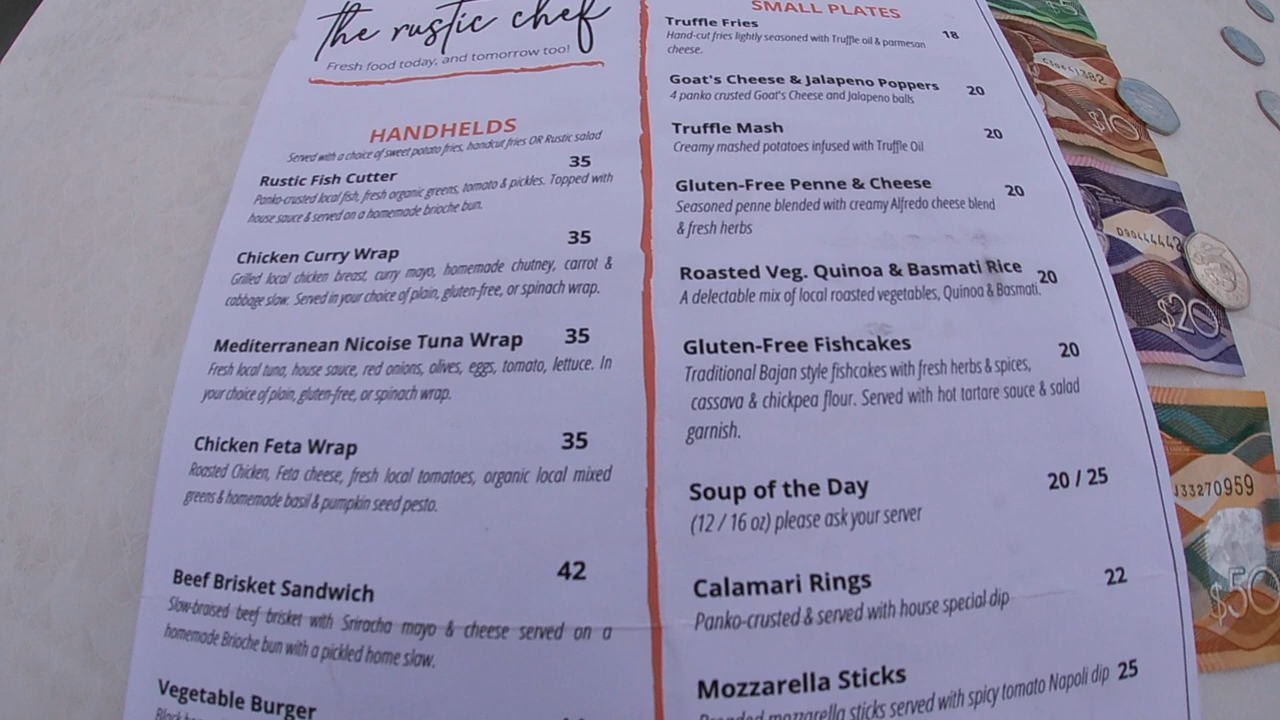 the rustic chef
Fresh food today, and tomorrow too!
HANDHELDS
Served with a choice of sweet potato fries, handcut fries OR Rustic salad
Rustic Fish Cutter 35
Panko-crusted local fish, fresh organic greens, tomato & pickles. Topped with
house sauce & served on a homemade brioche bun.
Chicken Curry Wrap 35
Grilled local chicken breast, curry mayo, homemade chutney, carrot &
cabbage slaw. Served in your choice of plain, gluten-free, or spinach wrap.
Mediterranean Nicoise Tuna Wrap 35
Fresh local tuna, house sauce, red onions, olives, eggs, tomato, lettuce. In
your choice of plain, gluten-free, or spinach wrap.
Chicken Feta Wrap 35
Roasted Chicken, Feta cheese, fresh local tomatoes, organic local mixed
greens & homemade basil & pumpkin seed pesto.
Beef Brisket Sandwich 42
Slow-braised beef brisket with Sriracha mayo & cheese served on a
homemade Brioche bun with a pickled home slaw.
Vegetable Burger
SMALL PLATES
Truffle Fries 18
Hand-cut fries lightly seasoned with Truffle oil & parmesan
cheese.
Goat's Cheese & Jalapeno Poppers 20
4 panko crusted Goat's Cheese and Jalapeno balls
Truffle Mash 20
Creamy mashed potatoes infused with Truffle Oil
Gluten-Free Penne & Cheese 20
Seasoned penne blended with creamy Alfredo cheese blend
& fresh herbs
Roasted Veg. Quinoa & Basmati Rice 20
A delectable mix of local roasted vegetables, Quinoa & Basmati.
Gluten-Free Fishcakes 20
Traditional Bajan style fishcakes with fresh herbs & spices,
cassava & chickpea flour. Served with hot tartare sauce & salad
garnish.
Soup of the Day 20 / 25
(12 / 16 oz) please ask your server
Calamari Rings 22
Panko-crusted & served with house special dip
Mozzarella Sticks 25
Breaded mozzarella sticks served with spicy tomato Napoli dip
$10
$20
J33270959
$50